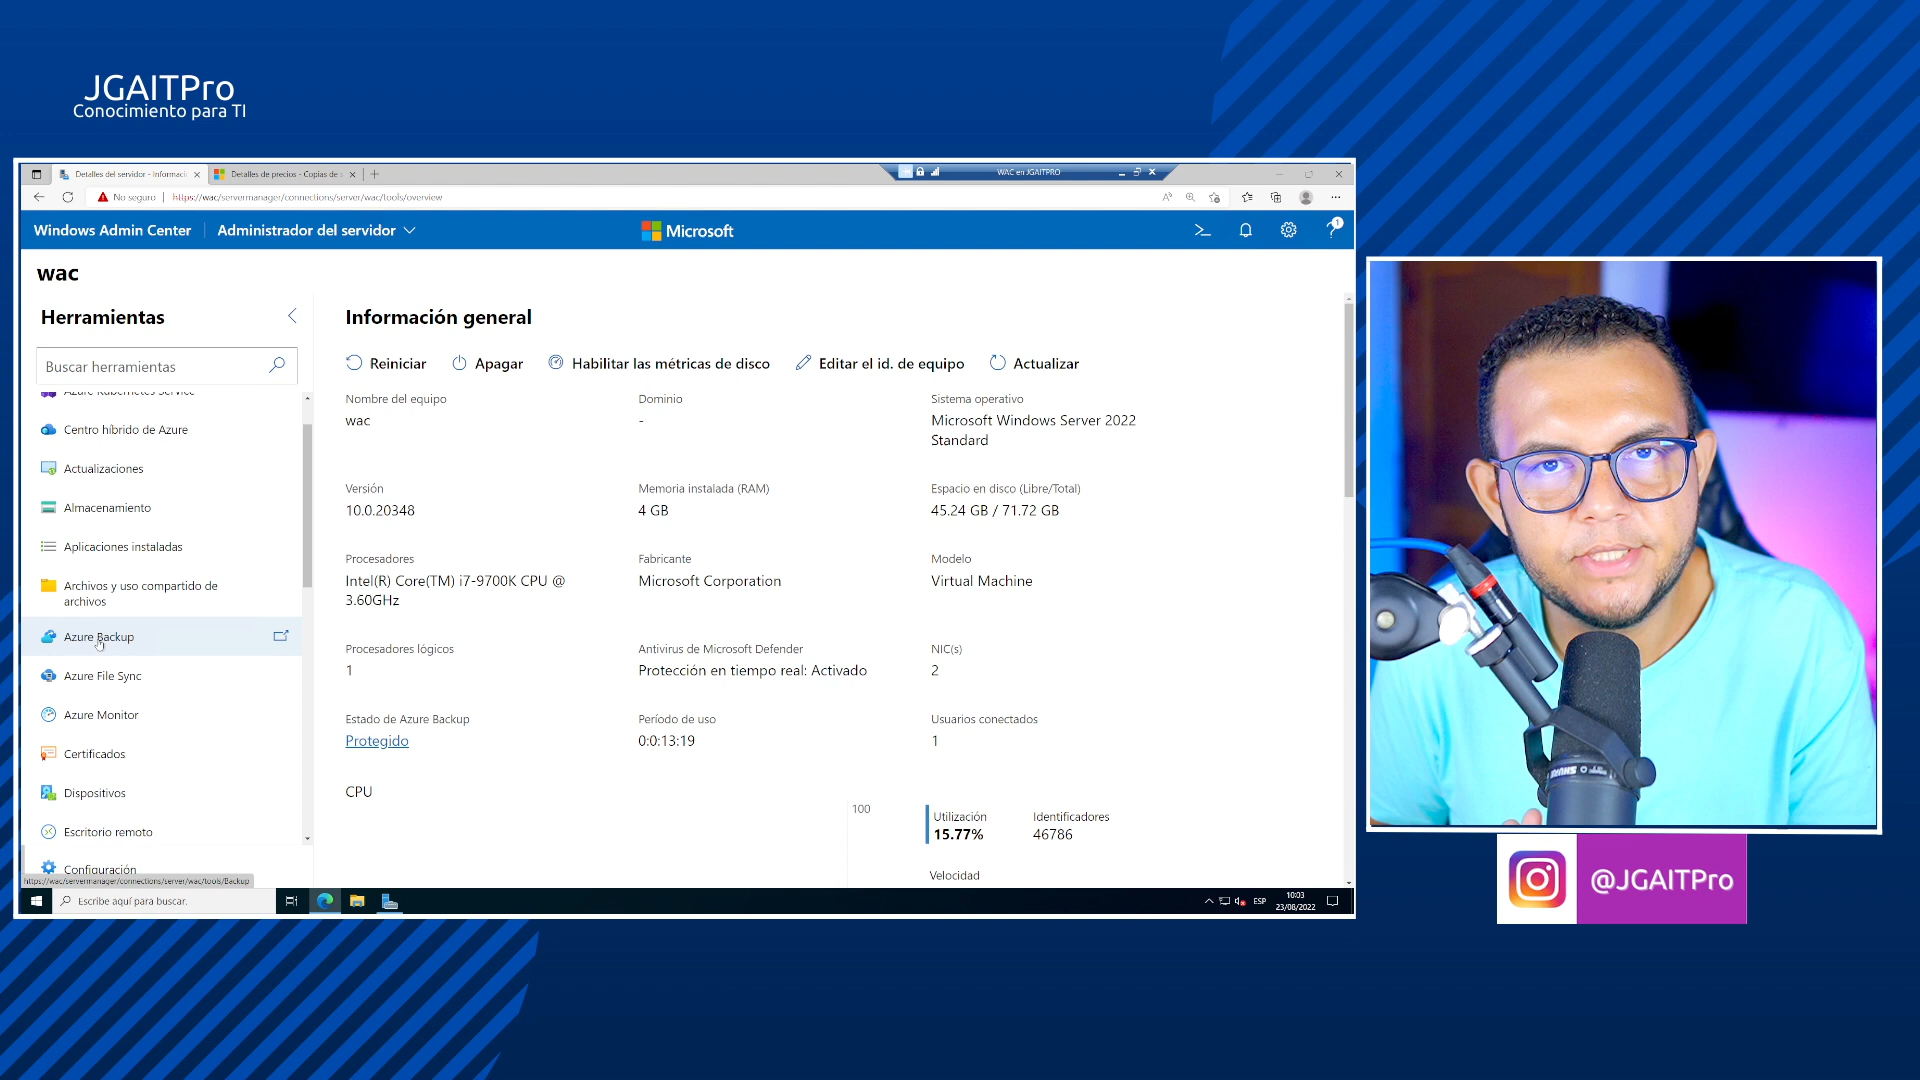 JGAITPro
Conocimiento para TI
Detalles del servidor - Informaci
Detalles de precios - Copias de s
WAC en JGAITPRO
No seguro
https://wac/servermanager/connections/server/wac/tools/overview
Windows Admin Center
Administrador del servidor
Microsoft
1
wac
Herramientas
Buscar herramientas
Azure Kubernetes Service
Centro híbrido de Azure
Actualizaciones
Almacenamiento
Aplicaciones instaladas
Archivos y uso compartido de
archivos
Azure Backup
Azure File Sync
Azure Monitor
Certificados
Dispositivos
Escritorio remoto
Configuración
https://wac/servermanager/connections/server/wac/tools/Backup
Información general
Reiniciar
Apagar
Habilitar las métricas de disco
Editar el id. de equipo
Actualizar
Nombre del equipo
wac
Dominio
-
Sistema operativo
Microsoft Windows Server 2022
Standard
Versión
10.0.20348
Memoria instalada (RAM)
4 GB
Espacio en disco (Libre/Total)
45.24 GB / 71.72 GB
Procesadores
Intel(R) Core(TM) i7-9700K CPU @
3.60GHz
Fabricante
Microsoft Corporation
Modelo
Virtual Machine
Procesadores lógicos
1
Antivirus de Microsoft Defender
Protección en tiempo real: Activado
NIC(s)
2
Estado de Azure Backup
Protegido
Período de uso
0:0:13:19
Usuarios conectados
1
CPU
100
Utilización
15.77%
Identificadores
46786
Velocidad
Escribe aquí para buscar.
ESP
10:03
23/08/2022
SHURE
@JGAITPro